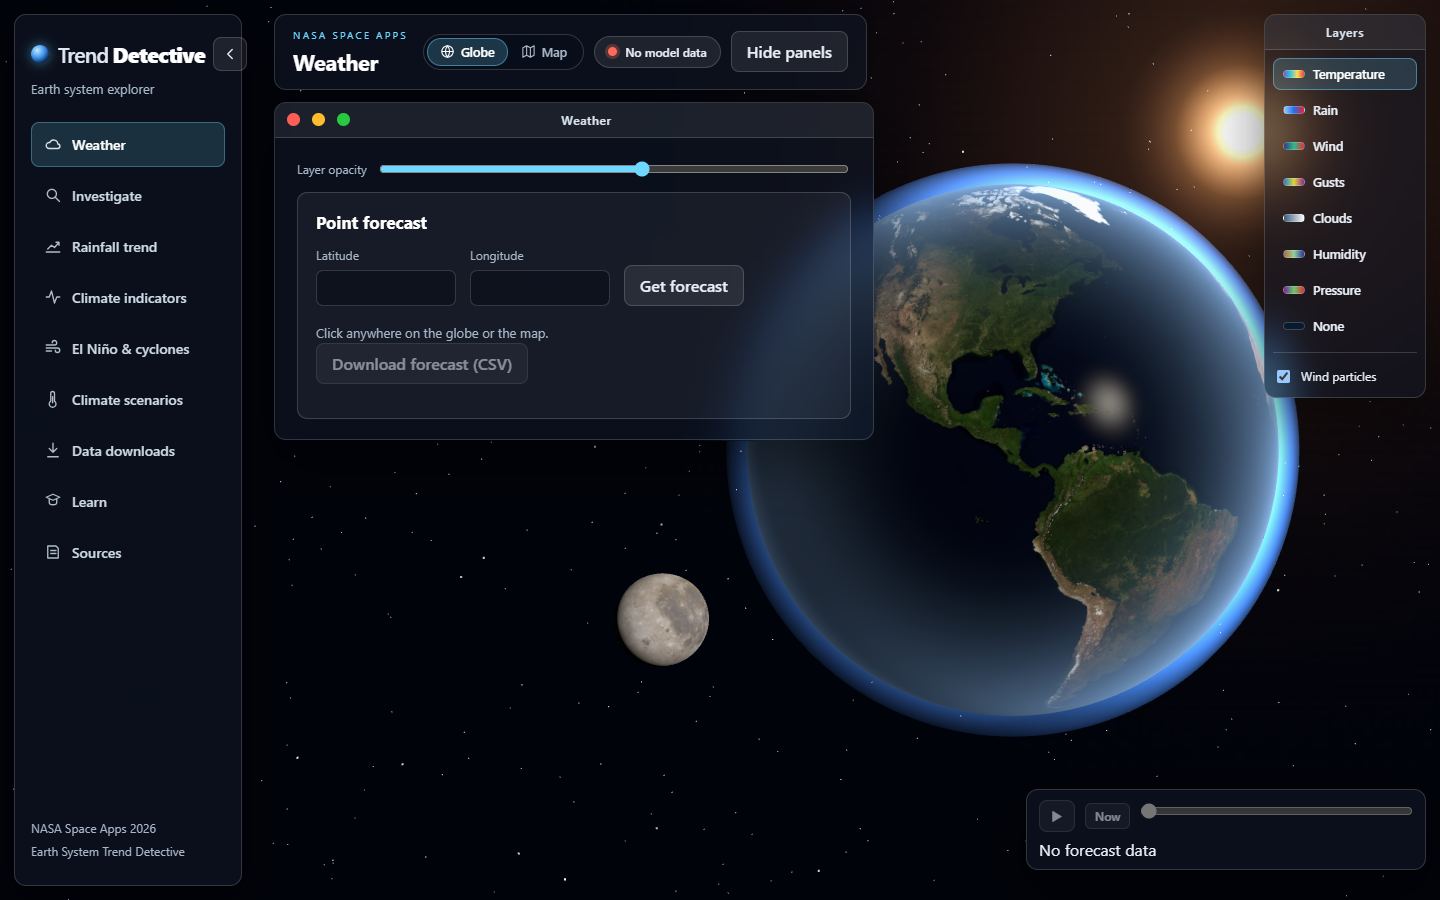 Trend Detective
Earth system explorer
Weather
Investigate
Rainfall trend
Climate indicators
El Niño & cyclones
Climate scenarios
Data downloads
Learn
Sources
NASA Space Apps 2026
Earth System Trend Detective
NASA SPACE APPS
Weather
Globe
Map
No model data
Hide panels
Weather
Layer opacity
Point forecast
Latitude
Longitude
Get forecast
Click anywhere on the globe or the map.
Download forecast (CSV)
Layers
Temperature
Rain
Wind
Gusts
Clouds
Humidity
Pressure
None
Wind particles
Now
No forecast data